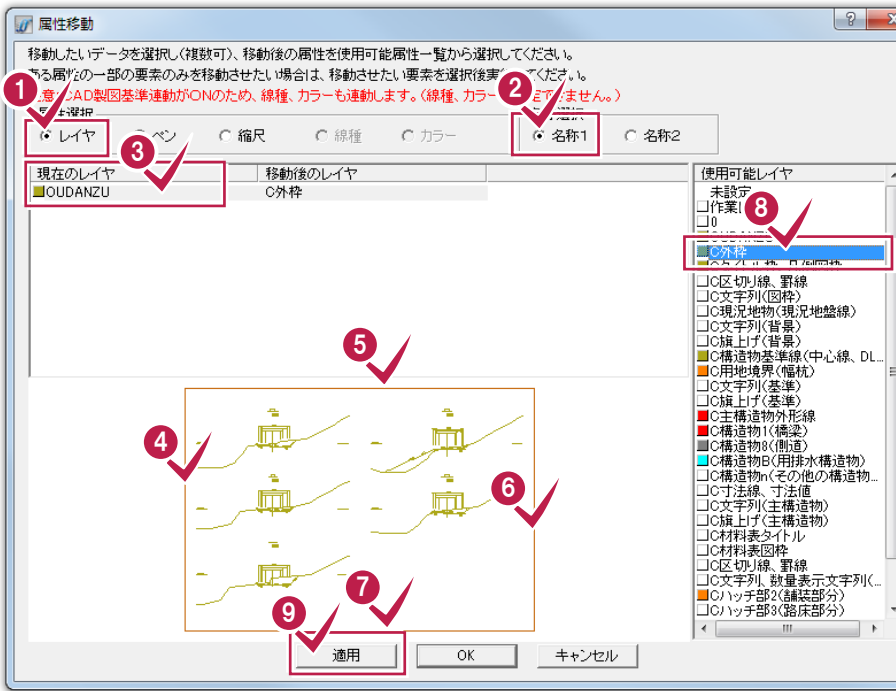 属性移動
移動したいデータを選択し(複数可)、移動後の属性を使用可能属性一覧から選択してください。
ある属性の一部の要素のみを移動させたい場合は、移動させたい要素を選択後実行してください。
CAD製図基準連動がONのため、線種、カラーも連動します。(線種、カラー
ません。)
1
2
レイヤ
ペン
縮尺
線種
カラー
名称1
名称2
3
現在のレイヤ
移動後のレイヤ
OUDANZU
C外枠
使用可能レイヤ
未設定
0
8
C外枠
C区切り線、罫線
C文字列(図枠)
C現況地物(現況地盤線)
C文字列(背景)
C旗上げ(背景)
C構造物基準線(中心線、DL...
C用地境界(幅杭)
C文字列(基準)
C旗上げ(基準)
C主構造物外形線
C構造物1(橋梁)
C構造物8(側道)
C構造物B(用排水構造物)
C構造物n(その他の構造物...
C寸法線、寸法値
C文字列(主構造物)
C旗上げ(主構造物)
C材料表タイトル
C材料表図枠
C区切り線、罫線
C文字列、数量表示文字列(...
Cハッチ部2(舗装部分)
Cハッチ部3(路床部分)
5
4
6
7
9
適用
OK
キャンセル